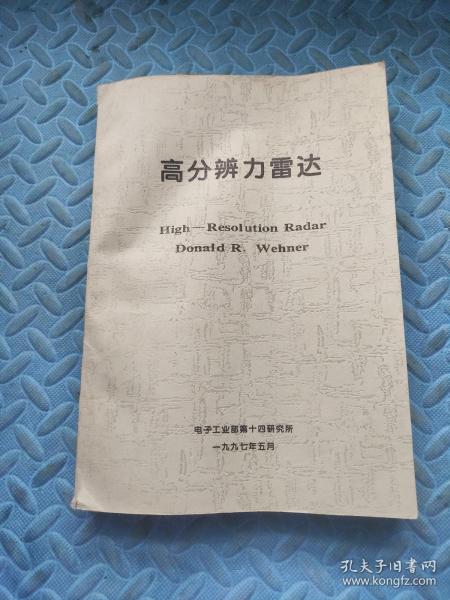 高分辨力雷达
High—Resolution Radar
Donald R. Wehner
电子工业部第十四研究所
一九九七年五月
孔夫子旧书网
www.kongfz.com